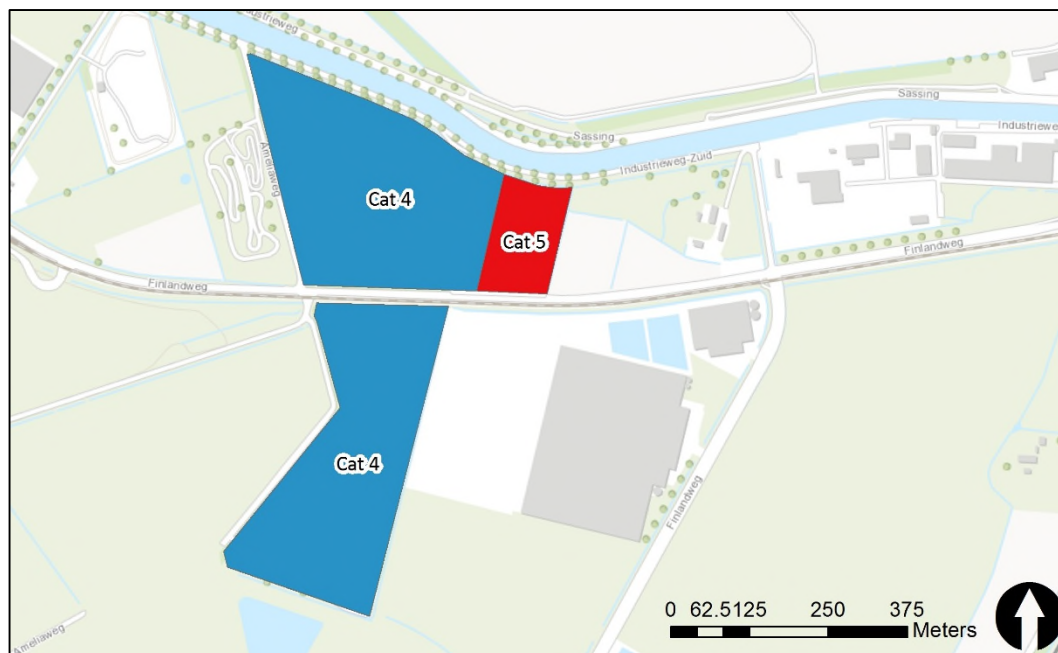 Industrieweg
Sassing
Sassing
Industrieweg
Industrieweg-Zuid
Ameliaweg
Cat 4
Cat 5
Finlandweg
Finlandweg
Cat 4
Finlandweg
0 62.5125 250 375
Meters
Ameliaweg